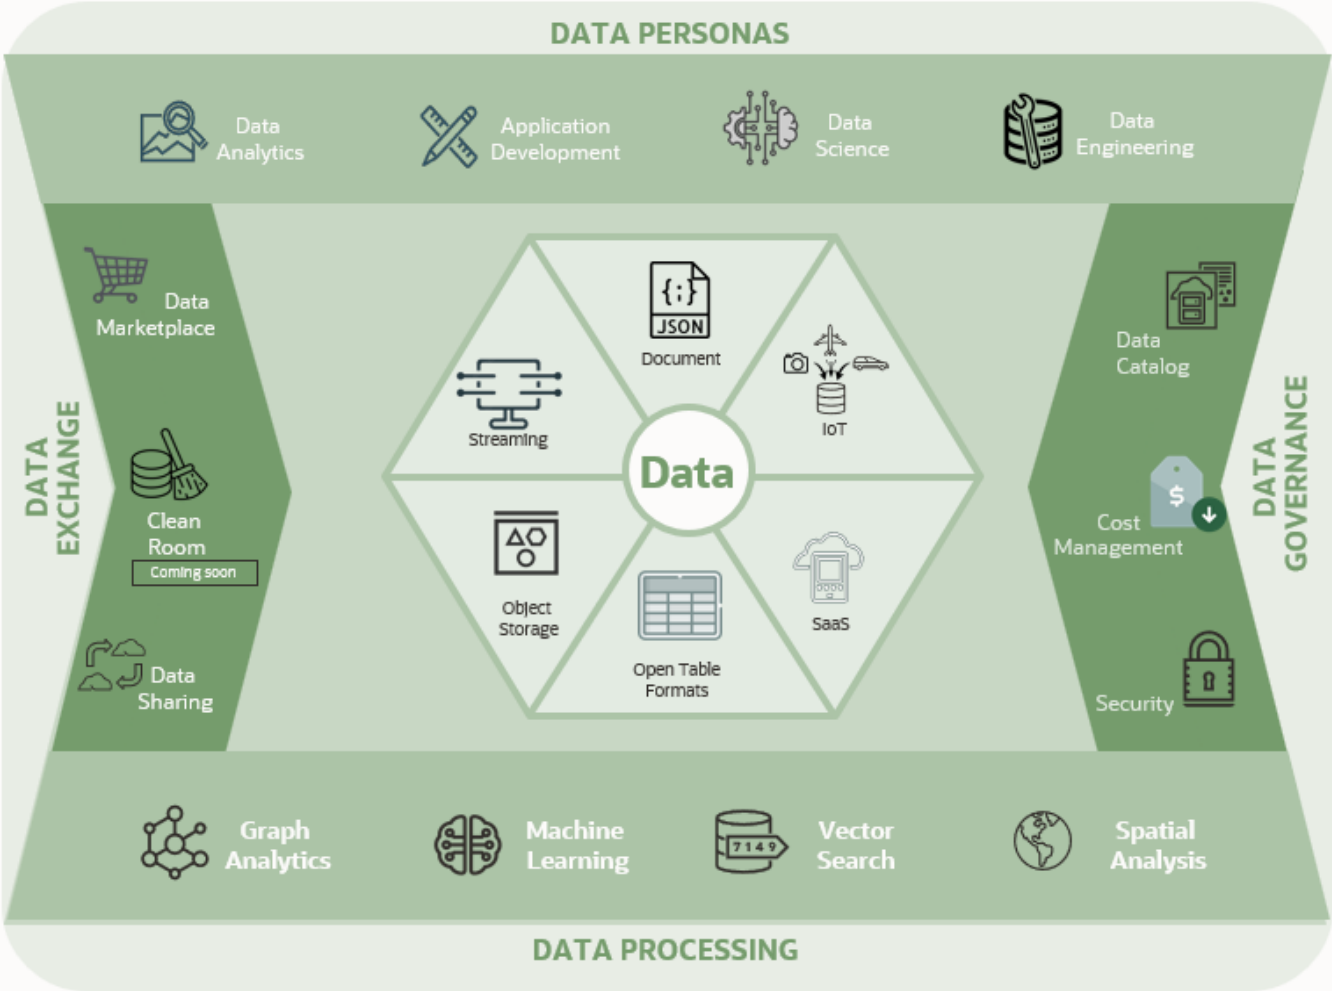 DATA PERSONAS
Data
Analytics
Application
Development
Data
Science
Data
Engineering
DATA
EXCHANGE
Data
Marketplace
Clean
Room
Coming soon
Data
Sharing
{;}
JSON
Document
Streaming
IoT
Data
Object
Storage
Open Table
Formats
SaaS
Data
Catalog
$
Cost
Management
Security
DATA
GOVERNANCE
Graph
Analytics
Machine
Learning
7149
Vector
Search
Spatial
Analysis
DATA PROCESSING